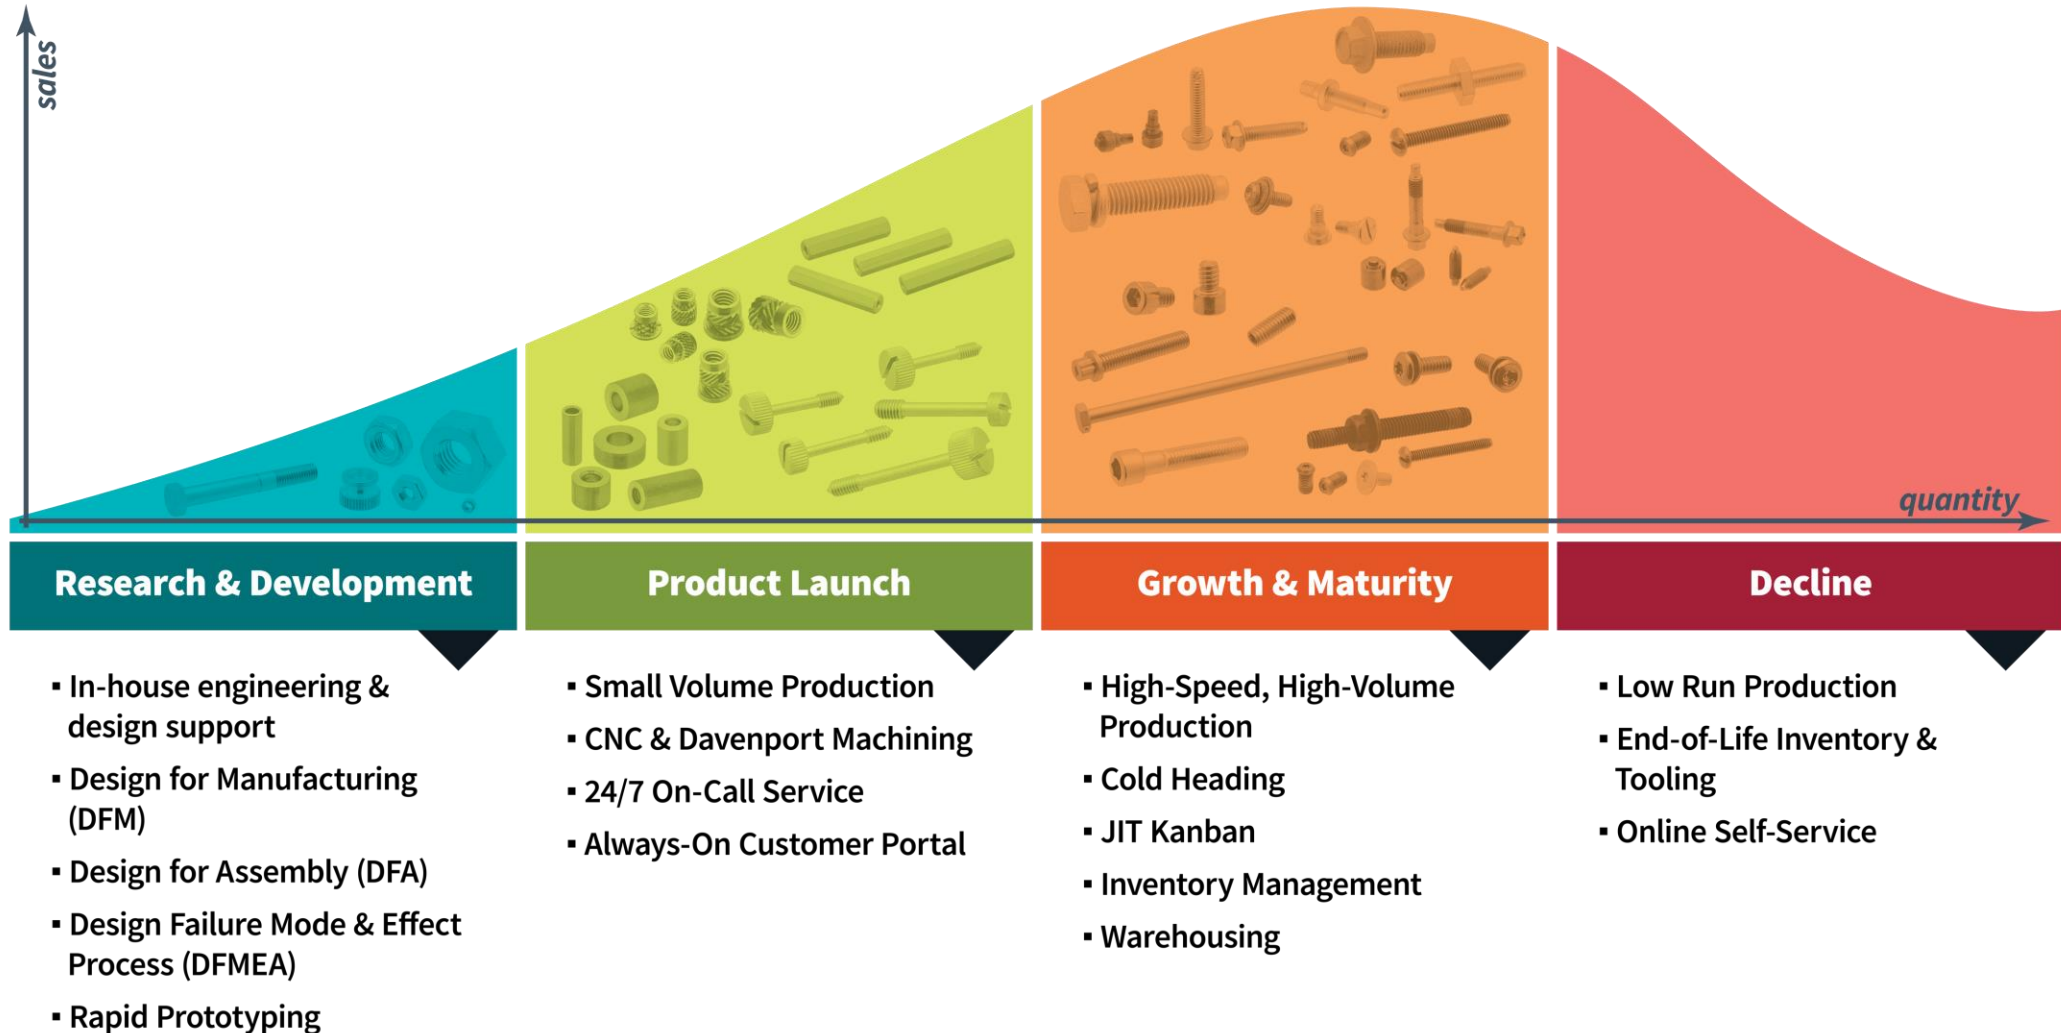 sales
quantity
Research & Development
▪ In-house engineering &
design support
▪ Design for Manufacturing
(DFM)
▪ Design for Assembly (DFA)
▪ Design Failure Mode & Effect
Process (DFMEA)
▪ Rapid Prototyping
Product Launch
▪ Small Volume Production
▪ CNC & Davenport Machining
▪ 24/7 On-Call Service
▪ Always-On Customer Portal
Growth & Maturity
▪ High-Speed, High-Volume
Production
▪ Cold Heading
▪ JIT Kanban
▪ Inventory Management
▪ Warehousing
Decline
▪ Low Run Production
▪ End-of-Life Inventory &
Tooling
▪ Online Self-Service